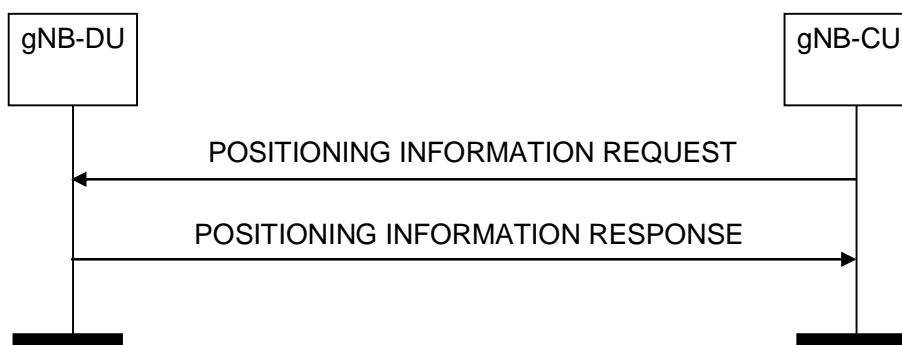 gNB-DU
gNB-CU
POSITIONING INFORMATION REQUEST
POSITIONING INFORMATION RESPONSE